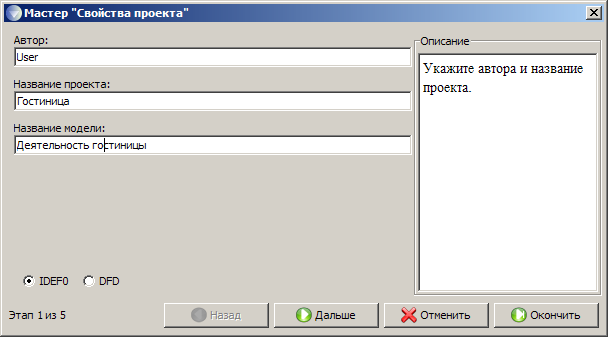 Мастер "Свойства проекта"
Автор:
User
Название проекта:
Гостиница
Название модели:
Деятельность гостиницы
IDEF0
DFD
Описание
Укажите автора и название
проекта.
Этап 1 из 5
Назад
Дальше
Отменить
Окончить